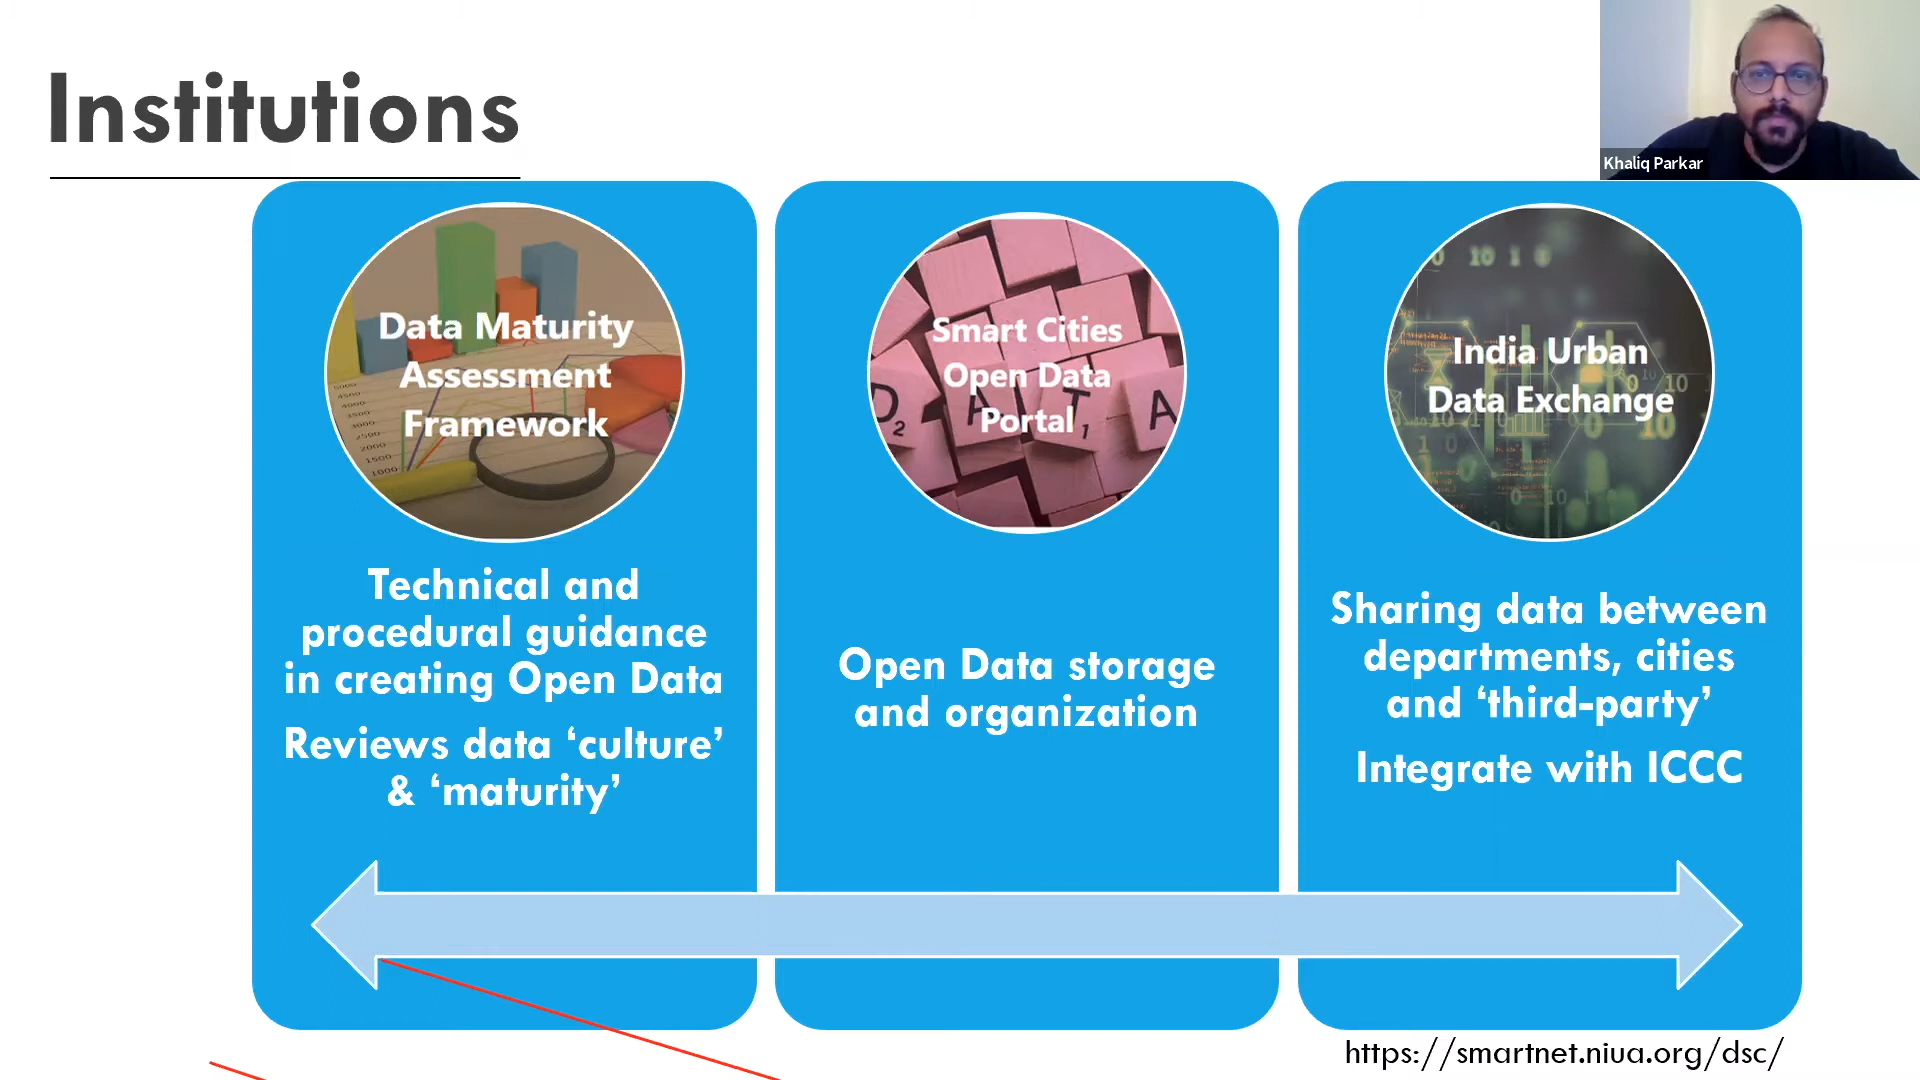 Institutions
Khaliq Parkar
Data Maturity
Assessment
Framework
Technical and
procedural guidance
in creating Open Data
Reviews data ‘culture’
& ‘maturity’
Smart Cities
Open Data
Portal
D2 A T1 A
Open Data storage
and organization
India Urban
Data Exchange
Sharing data between
departments, cities
and ‘third-party’
Integrate with ICCC
https://smartnet.niua.org/dsc/